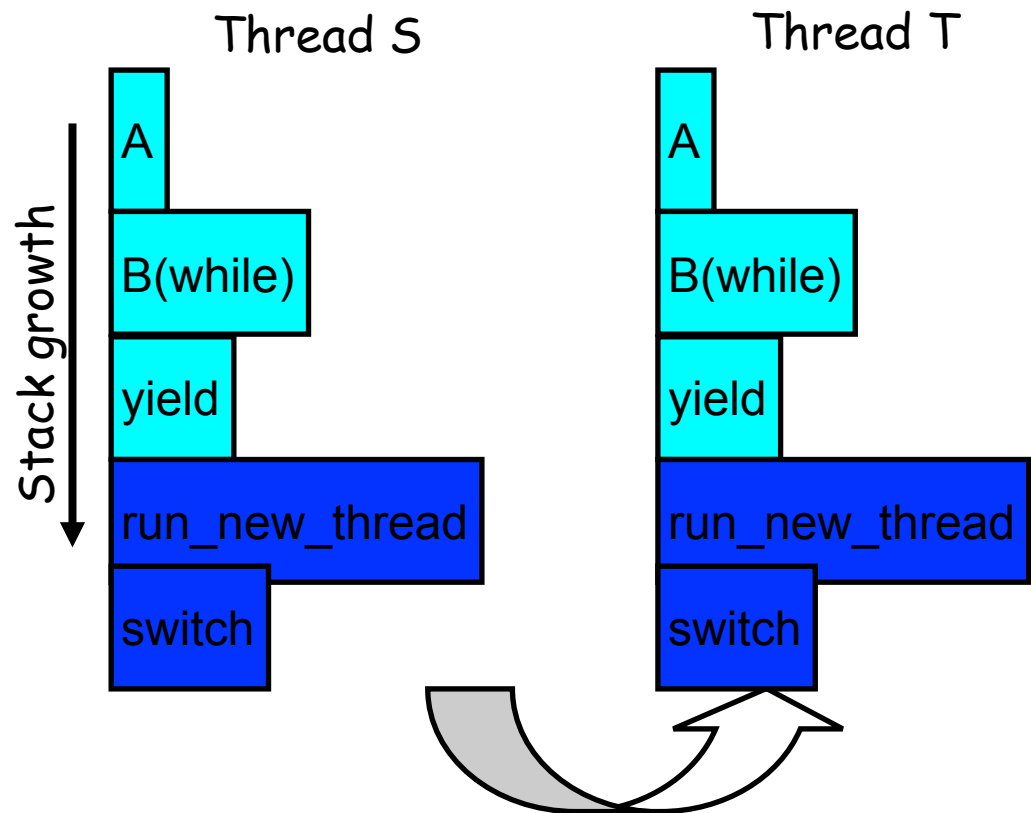 Thread S
Thread T
Stack growth
A
B(while)
yield
run_new_thread
switch
A
B(while)
yield
run_new_thread
switch